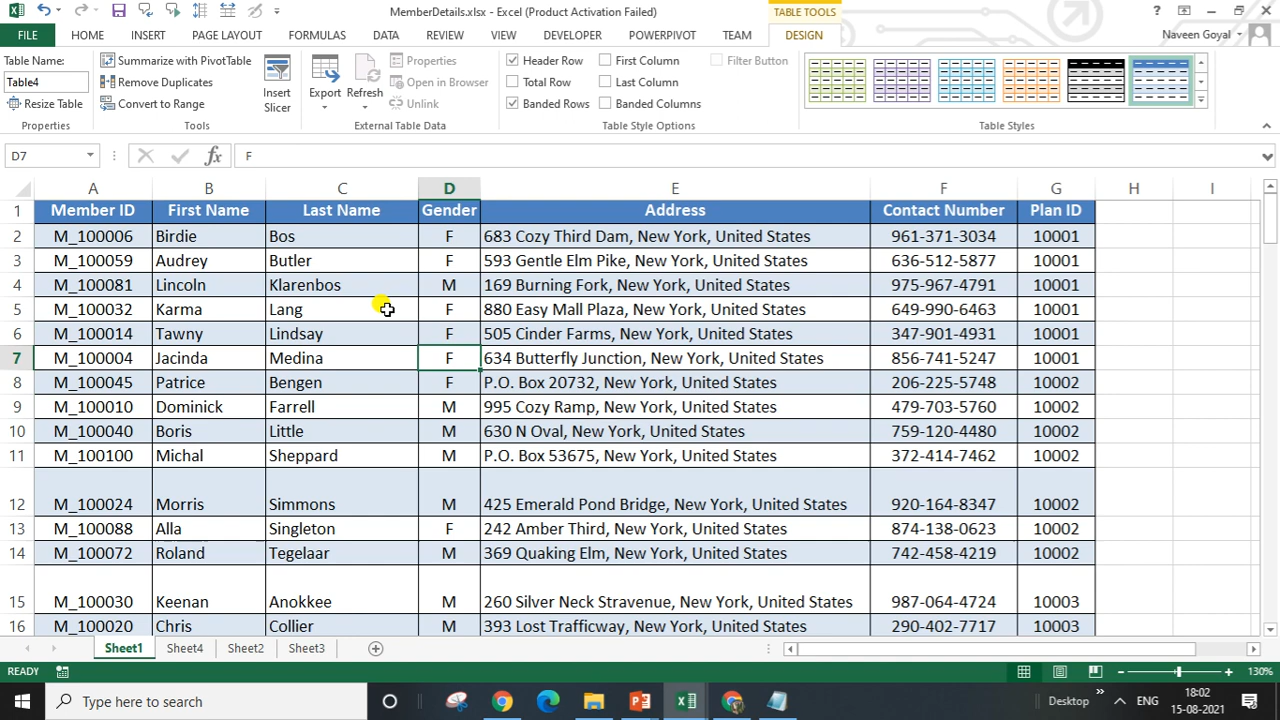 MemberDetails.xlsx - Excel (Product Activation Failed)
TABLE TOOLS
?
FILE HOME INSERT PAGE LAYOUT FORMULAS DATA REVIEW VIEW DEVELOPER POWERPIVOT TEAM DESIGN
Naveen Goyal
Table Name:
Table4
Resize Table
Properties
Summarize with PivotTable
Remove Duplicates
Convert to Range
Insert Slicer
Tools
Export
Refresh
Properties
Open in Browser
Unlink
External Table Data
Header Row First Column Filter Button
Total Row Last Column
Banded Rows Banded Columns
Table Style Options
Table Styles
D7 fx F
A B C D E F G H I
1 Member ID First Name Last Name Gender Address Contact Number Plan ID
2 M_100006 Birdie Bos F 683 Cozy Third Dam, New York, United States 961-371-3034 10001
3 M_100059 Audrey Butler F 593 Gentle Elm Pike, New York, United States 636-512-5877 10001
4 M_100081 Lincoln Klarenbos M 169 Burning Fork, New York, United States 975-967-4791 10001
5 M_100032 Karma Lang F 880 Easy Mall Plaza, New York, United States 649-990-6463 10001
6 M_100014 Tawny Lindsay F 505 Cinder Farms, New York, United States 347-901-4931 10001
7 M_100004 Jacinda Medina F 634 Butterfly Junction, New York, United States 856-741-5247 10001
8 M_100045 Patrice Bengen F P.O. Box 20732, New York, United States 206-225-5748 10002
9 M_100010 Dominick Farrell M 995 Cozy Ramp, New York, United States 479-703-5760 10002
10 M_100040 Boris Little M 630 N Oval, New York, United States 759-120-4480 10002
11 M_100100 Michal Sheppard M P.O. Box 53675, New York, United States 372-414-7462 10002
12 M_100024 Morris Simmons M 425 Emerald Pond Bridge, New York, United States 920-164-8347 10002
13 M_100088 Alla Singleton F 242 Amber Third, New York, United States 874-138-0623 10002
14 M_100072 Roland Tegelaar M 369 Quaking Elm, New York, United States 742-458-4219 10002
15 M_100030 Keenan Anokkee M 260 Silver Neck Stravenue, New York, United States 987-064-4724 10003
16 M_100020 Chris Collier M 393 Lost Trafficway, New York, United States 290-402-7717 10003
Sheet1 Sheet4 Sheet2 Sheet3
READY 130%
Type here to search
Desktop ENG 18:02
15-08-2021